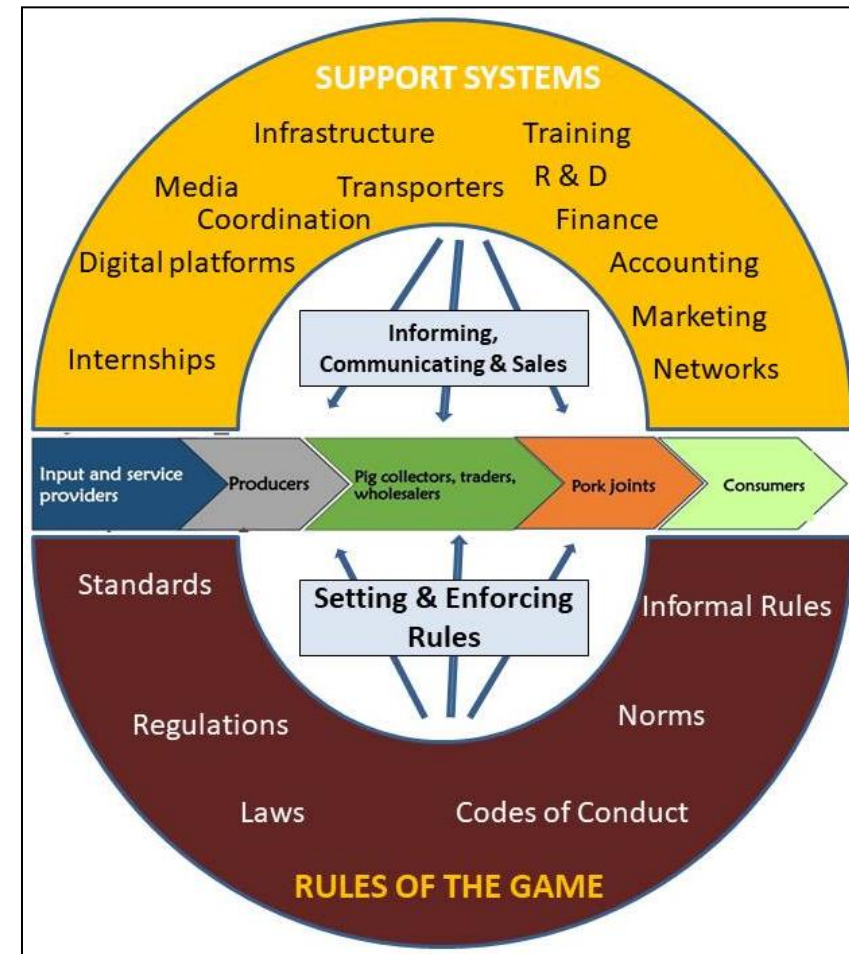 SUPPORT SYSTEMS
Infrastructure
Training
Media
Transporters
R & D
Coordination
Finance
Digital platforms
Accounting
Marketing
Internships
Networks
Informing,
Communicating & Sales
Input and service
providers
Producers
Pig collectors, traders,
wholesalers
Pork joints
Consumers
Setting & Enforcing
Rules
Standards
Informal Rules
Regulations
Norms
Laws
Codes of Conduct
RULES OF THE GAME